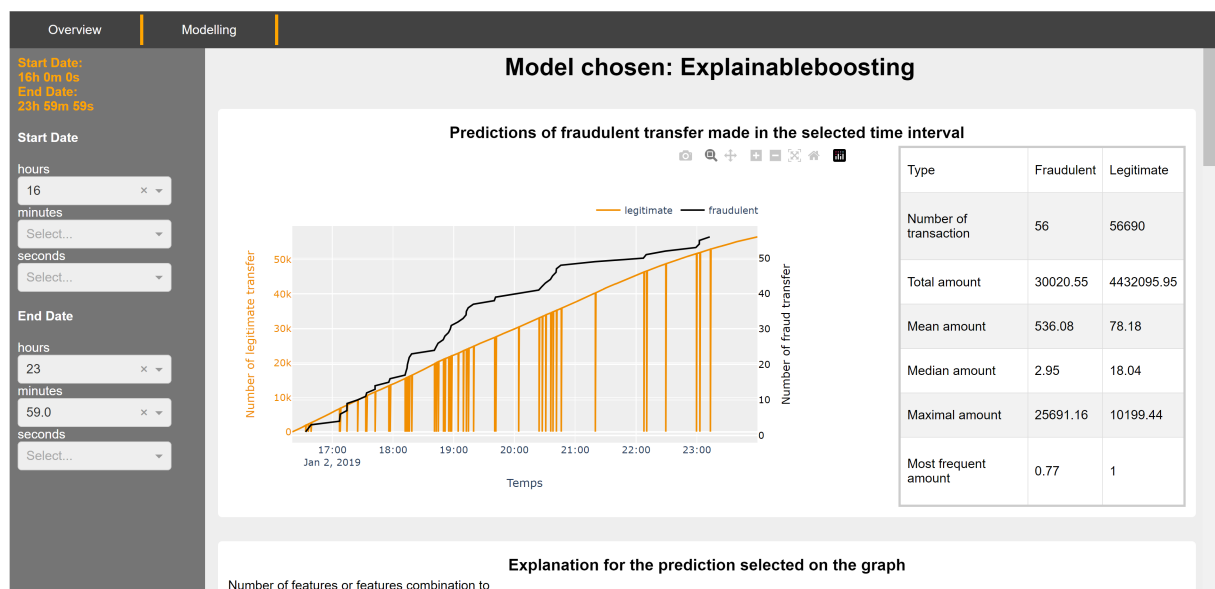 Overview
Modelling
Start Date:
16h 0m 0s
End Date:
23h 59m 59s
Start Date
hours
16
minutes
Select...
seconds
Select...
End Date
hours
23
minutes
59.0
seconds
Select...
Model chosen: Explainableboosting
Predictions of fraudulent transfer made in the selected time interval
legitimate
fraudulent
Number of legitimate transfer
50k
40k
30k
20k
10k
0
50
40
30
20
10
0
Number of fraud transfer
17:00
18:00
19:00
20:00
21:00
22:00
23:00
Jan 2, 2019
Temps
Type Fraudulent Legitimate
Number of
transaction
56 56690
Total amount 30020.55 4432095.95
Mean amount 536.08 78.18
Median amount 2.95 18.04
Maximal amount 25691.16 10199.44
Most frequent
amount
0.77 1
Explanation for the prediction selected on the graph
Number of features or features combination to